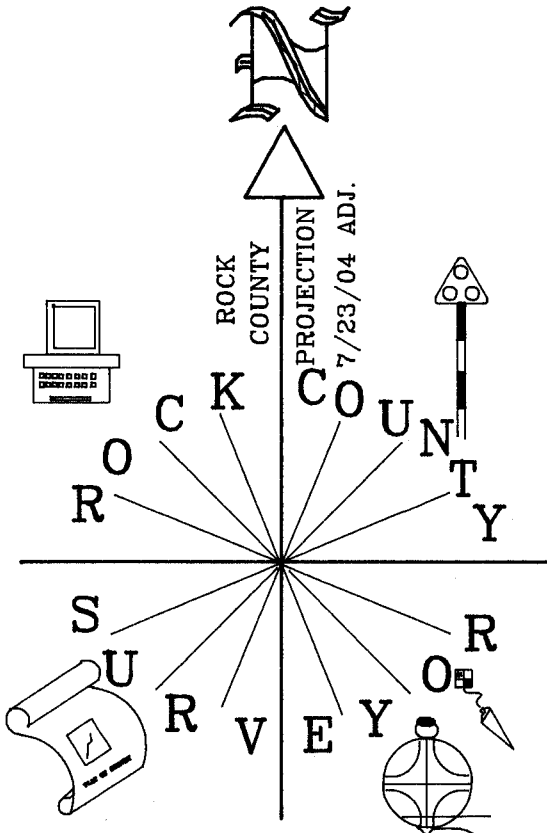 N
ROCK
COUNTY
PROJECTION
7/23/04 ADJ.
ROCK COUNTY
SURVEYOR